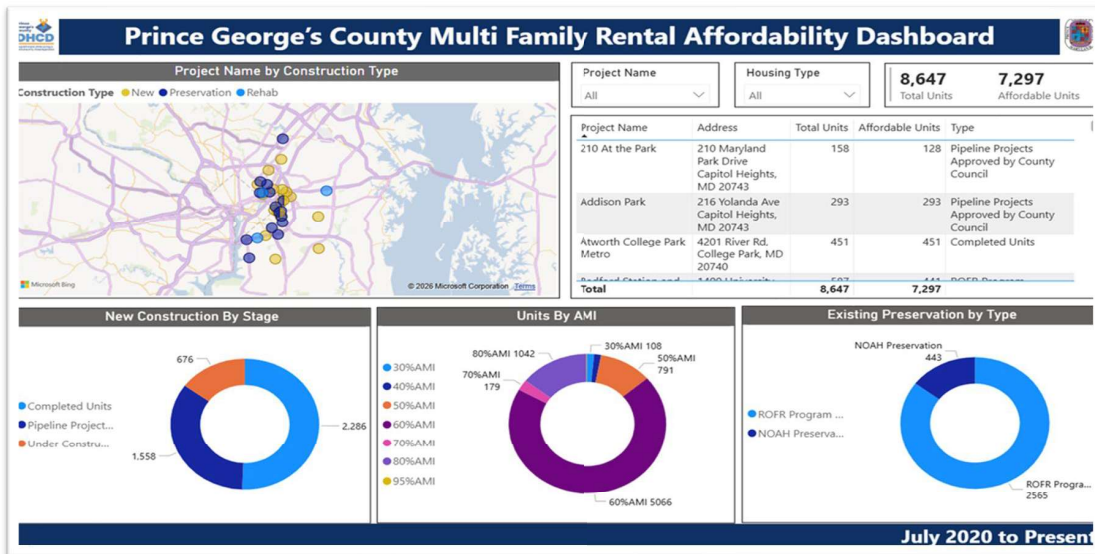 DHCD
Prince George's County Multi Family Rental Affordability Dashboard
Project Name by Construction Type
Construction Type New Preservation Rehab
Microsoft Bing
© 2026 Microsoft Corporation Terms
Project Name
All
Housing Type
All
8,647
Total Units
7,297
Affordable Units
Project Name Address Total Units Affordable Units Type
210 At the Park 210 Maryland 158 128 Pipeline Projects
Park Drive Approved by County
Capitol Heights, Council
MD 20743
Addison Park 216 Yolanda Ave 293 293 Pipeline Projects
Capitol Heights, Approved by County
MD 20743 Council
Atworth College Park 4201 River Rd, 451 451 Completed Units
Metro College Park, MD
20740
Total 8,647 7,297
New Construction By Stage
Completed Units
Pipeline Project...
Under Constru...
676
2,286
1,558
Units By AMI
30%AMI
40%AMI
50%AMI
60%AMI
70%AMI
80%AMI
95%AMI
80%AMI 1042
30%AMI 108
50%AMI
791
70%AMI
179
60%AMI 5066
Existing Preservation by Type
ROFR Program ...
NOAH Preserva...
NOAH Preservation
443
ROFR Progra...
2565
July 2020 to Present